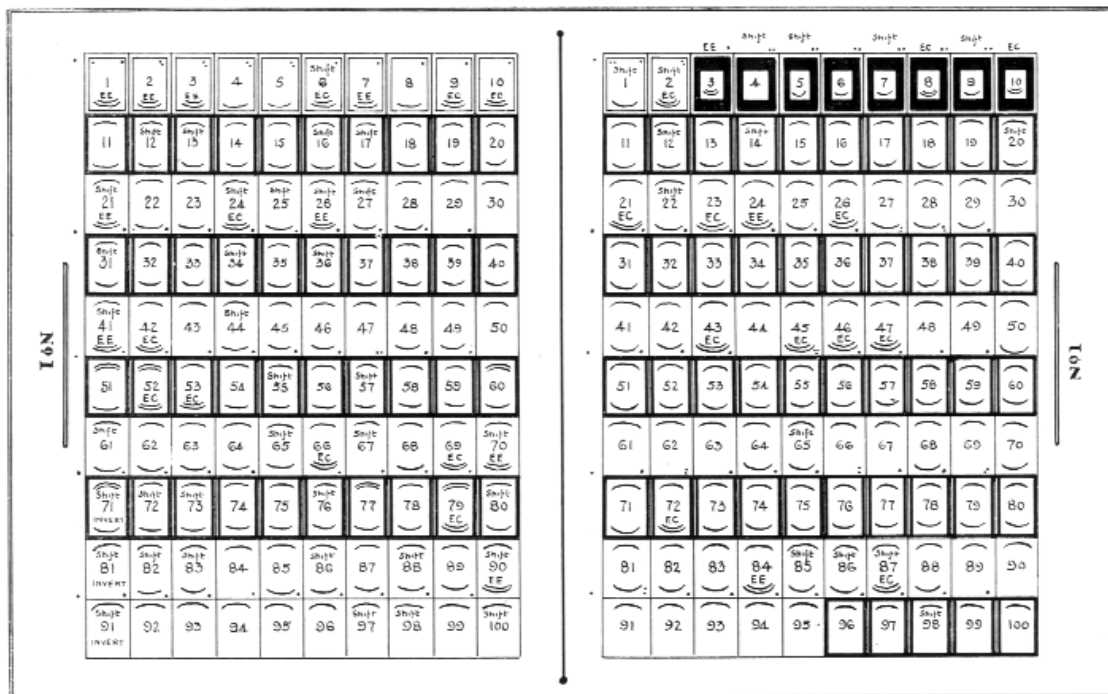 Nº 1
Shift
1 2 3 4 5 6 7 8 9 10
EC EE EE EC EE EC EC
Shift Shift Shift Shift
11 12 13 14 15 16 17 18 19 20
Shift Shift Shift Shift Shift
21 22 23 24 25 26 27 28 29 30
EE EC EE
Shift Shift Shift
31 32 33 34 35 36 37 38 39 40
Shift Shift
41 42 43 44 45 46 47 48 49 50
EE EC
Shift Shift
51 52 53 54 55 56 57 58 59 60
EC EC
Shift Shift Shift Shift
61 62 63 64 65 66 67 68 69 70
EC EC EE
Shift Shift Shift Shift Shift
71 72 73 74 75 76 77 78 79 80
INVERT EC
Shift Shift Shift Shift Shift Shift
81 82 83 84 85 86 87 88 89 90
INVERT EE
Shift Shift Shift Shift
91 92 93 94 95 96 97 98 99 100
INVERT
Shift Shift Shift Shift
EE EC EC
Shift Shift
1 2 3 4 5 6 7 8 9 10
EC
Shift Shift Shift
11 12 13 14 15 16 17 18 19 20
Shift
21 22 23 24 25 26 27 28 29 30
EC EC EE EC
31 32 33 34 35 36 37 38 39 40
41 42 43 44 45 46 47 48 49 50
EC EC EC EC
51 52 53 54 55 56 57 58 59 60
Shift
61 62 63 64 65 66 67 68 69 70
71 72 73 74 75 76 77 78 79 80
EC
Shift Shift Shift
81 82 83 84 85 86 87 88 89 90
EE EC
Shift
91 92 93 94 95 96 97 98 99 100
Nº 1